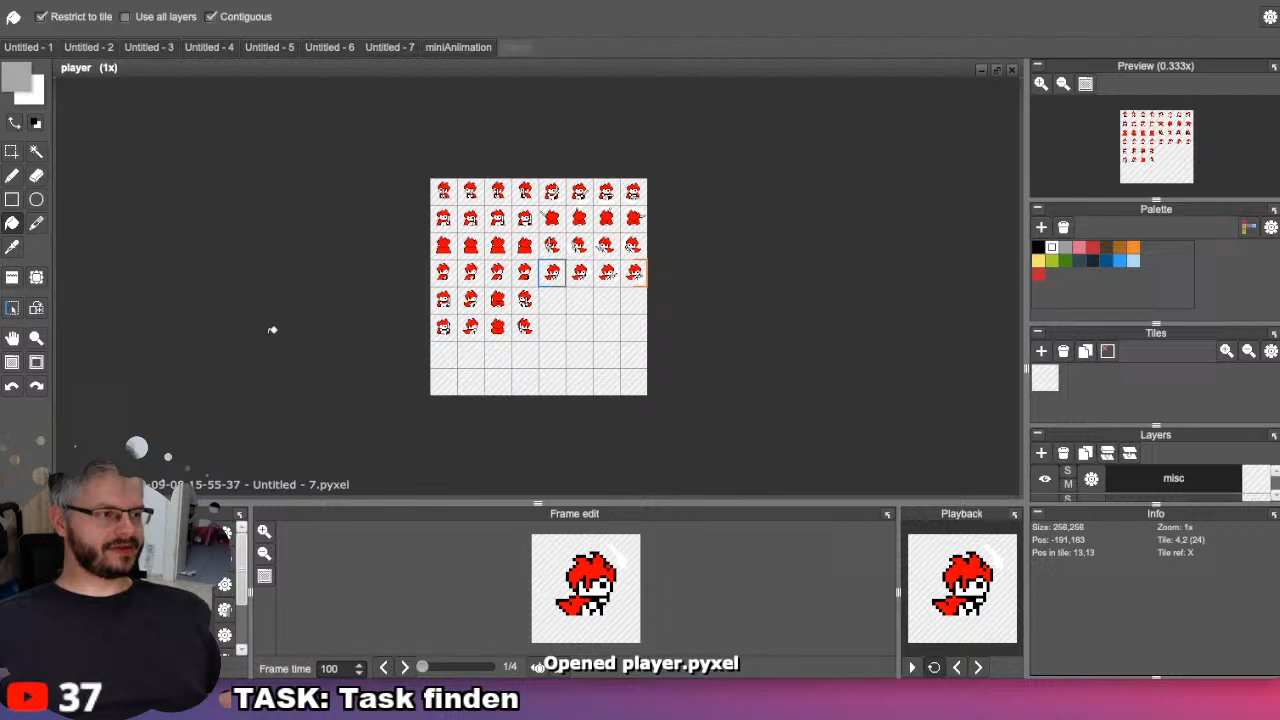 Restrict to tile Use all layers Contiguous
Untitled - 1 Untitled - 2 Untitled - 3 Untitled - 4 Untitled - 5 Untitled - 6 Untitled - 7 miniAniimation
player (1x)
Preview (0.333x)
Palette
Tiles
Layers
S
misc
M
S
-09-08-15-55-37 - Untitled - 7.pyxel
Frame edit
Playback
Info
Size: 256,256
Zoom: 1x
Pos: -191,183
Tile: 4,2 (24)
Pos in tile: 13,13
Tile ref: X
Frame time 100
1/4
Opened player.pyxel
37
TASK: Task finden